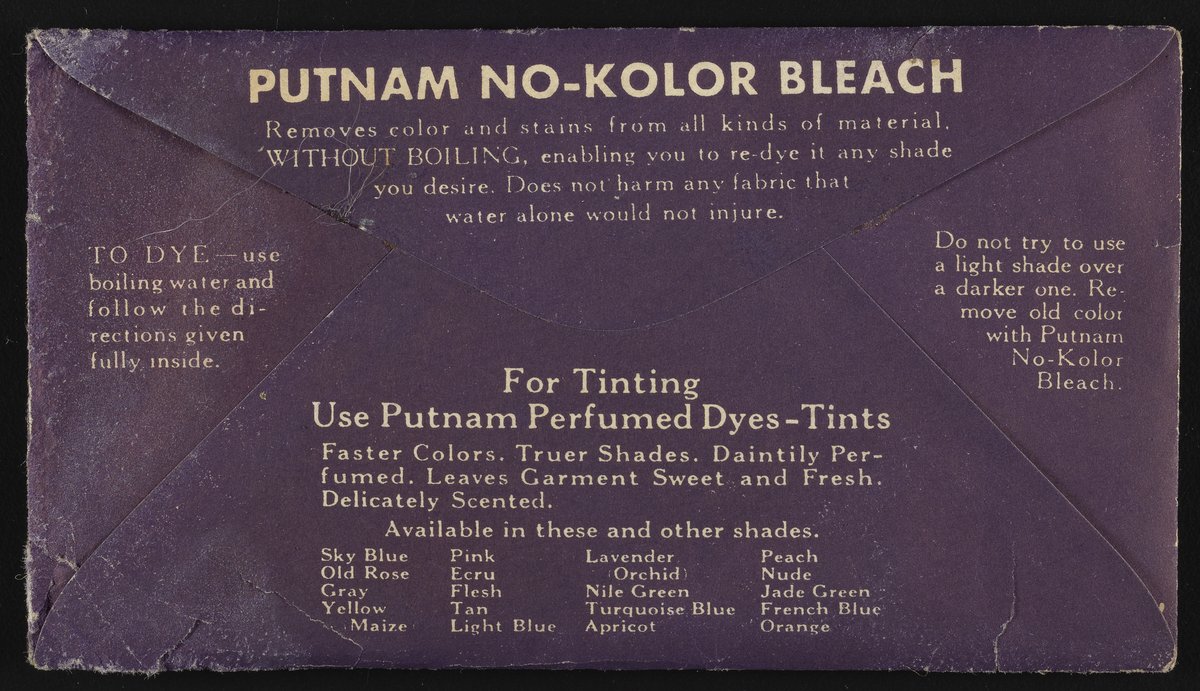 PUTNAM NO-KOLOR BLEACH
Removes color and stains from all kinds of material,
WITHOUT BOILING, enabling you to re-dye it any shade
you desire. Does not harm any fabric that
water alone would not injure.
TO DYE—use
boiling water and
follow the di-
rections given
fully inside.
Do not try to use
a light shade over
a darker one. Re-
move old color
with Putnam
No-Kolor
Bleach.
For Tinting
Use Putnam Perfumed Dyes-Tints
Faster Colors. Truer Shades. Daintily Per-
fumed. Leaves Garment Sweet and Fresh.
Delicately Scented.
Available in these and other shades.
Sky Blue Pink Lavender Peach
Old Rose Ecru (Orchid) Nude
Gray Flesh Nile Green Jade Green
Yellow Tan Turquoise Blue French Blue
(Maize) Light Blue Apricot Orange